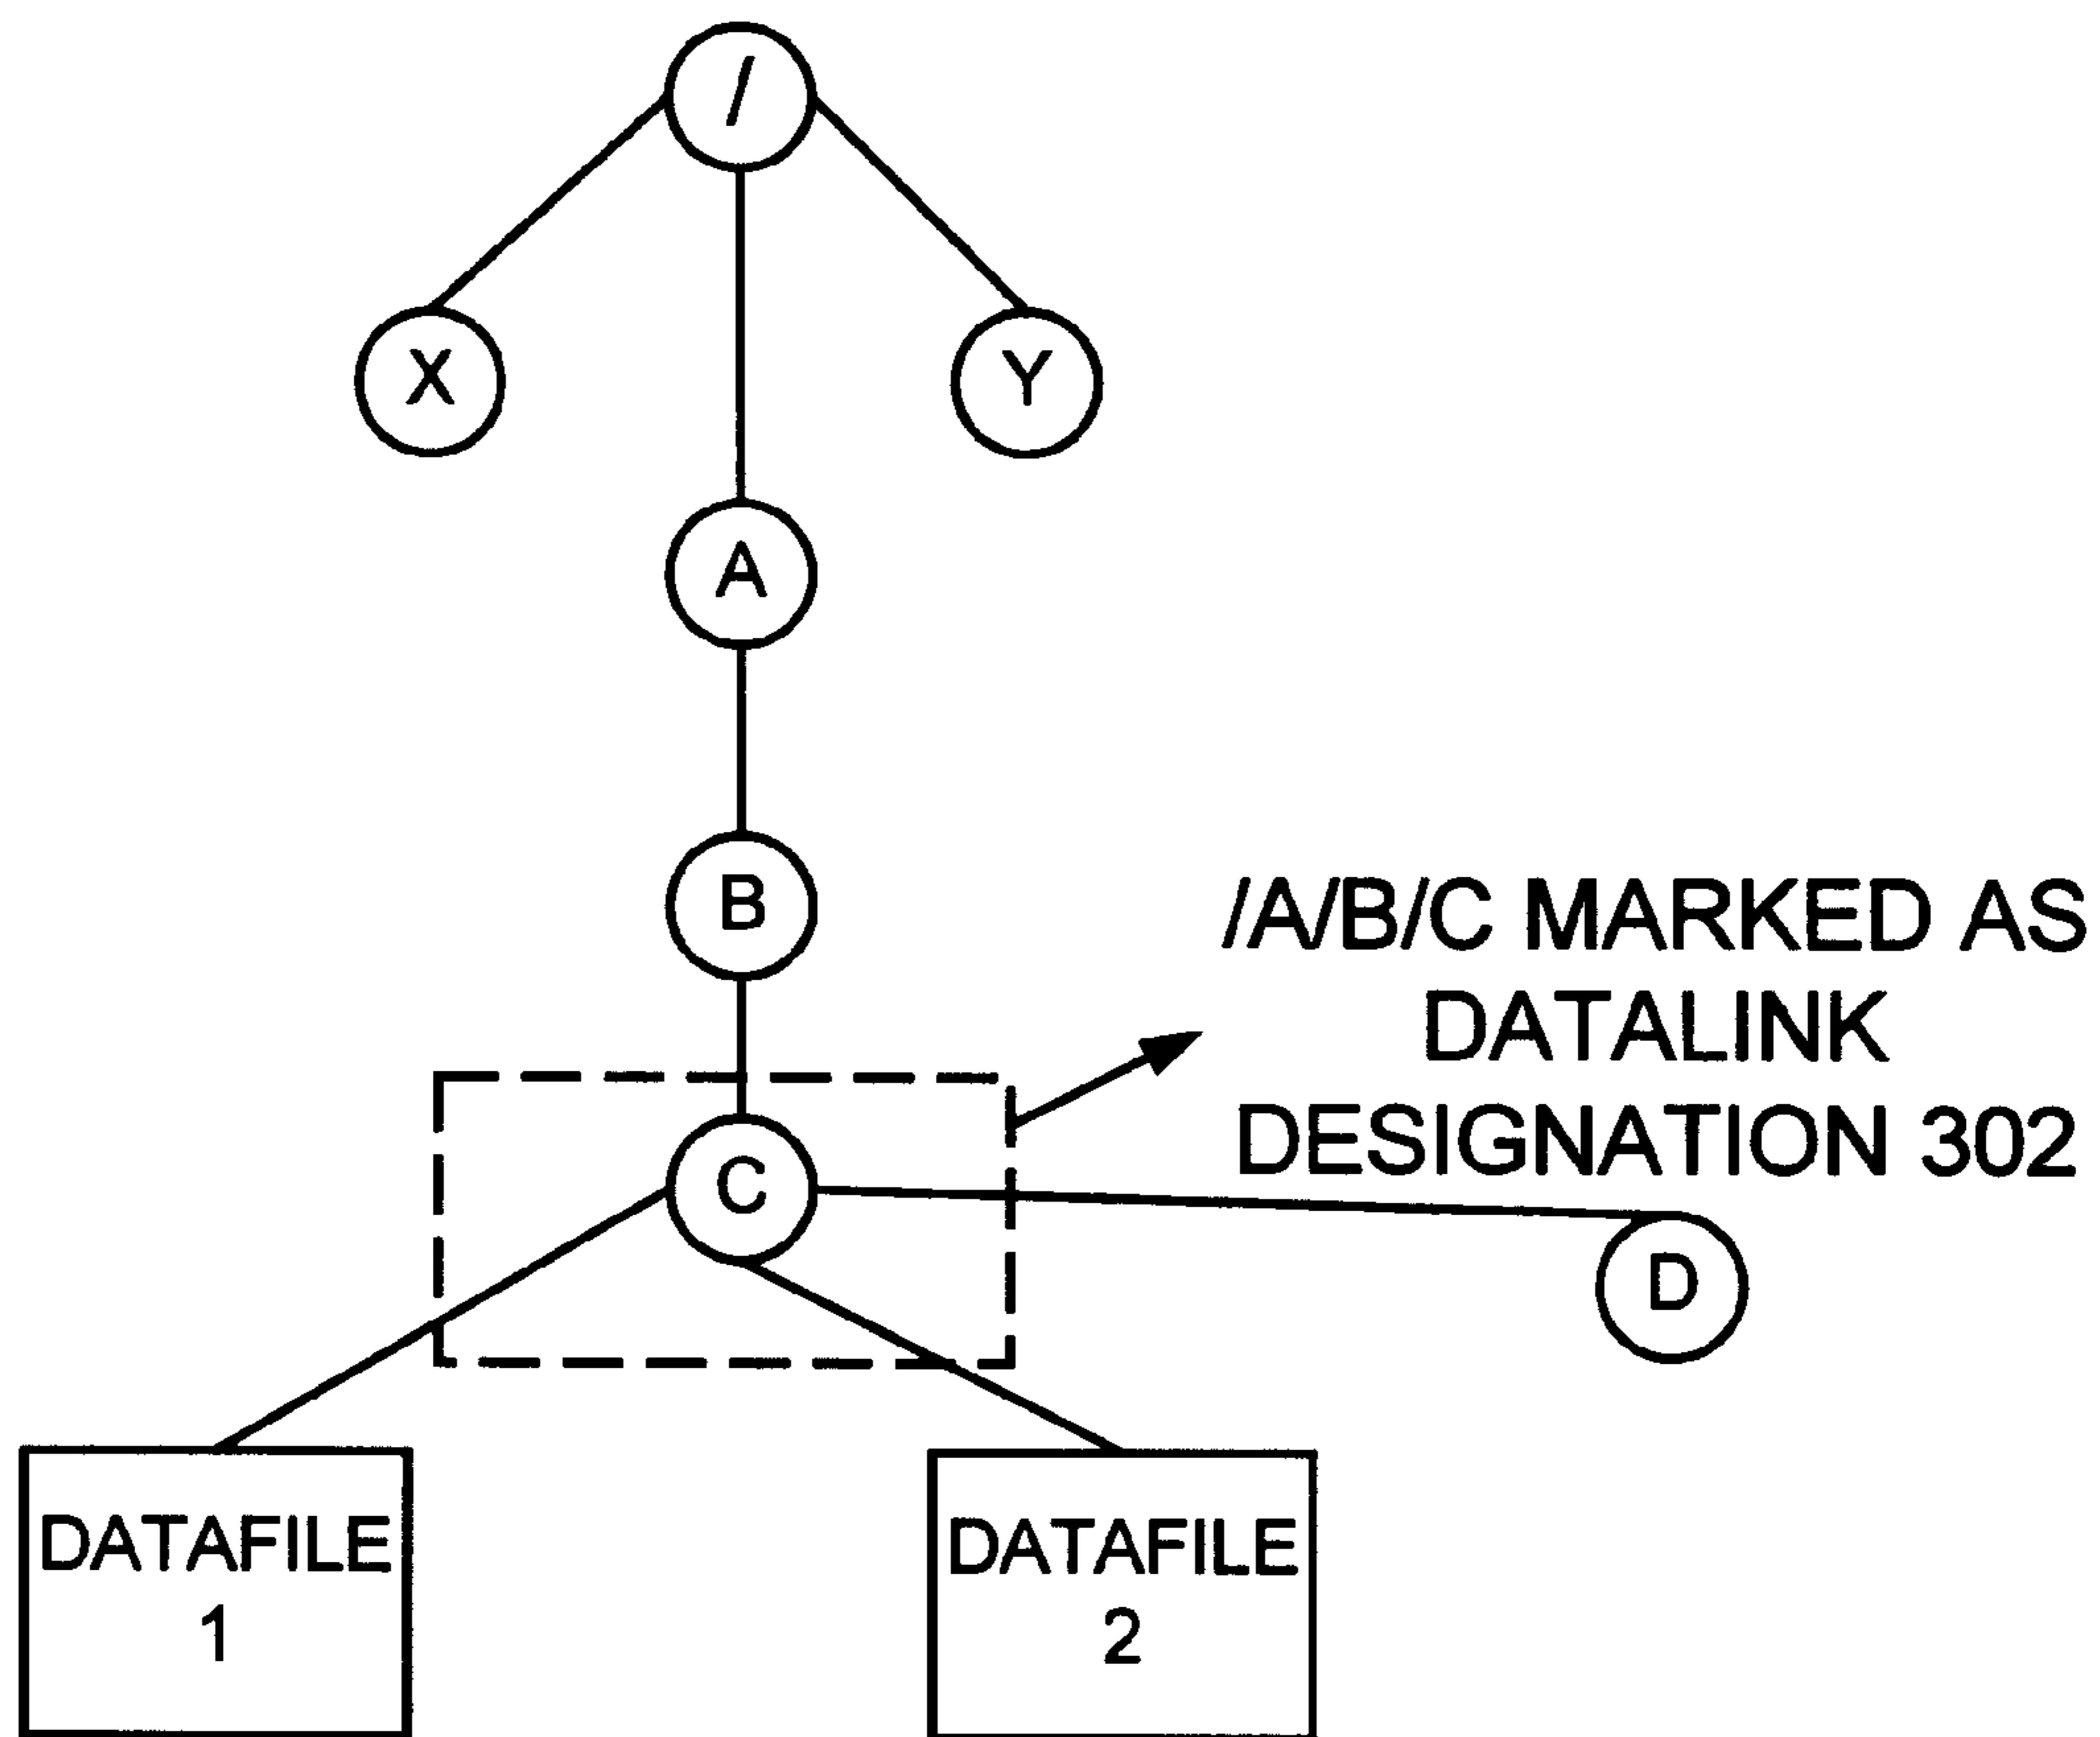 /
X
Y
A
B
/A/B/C MARKED AS
DATALINK
DESIGNATION 302
C
D
DATAFILE
1
DATAFILE
2